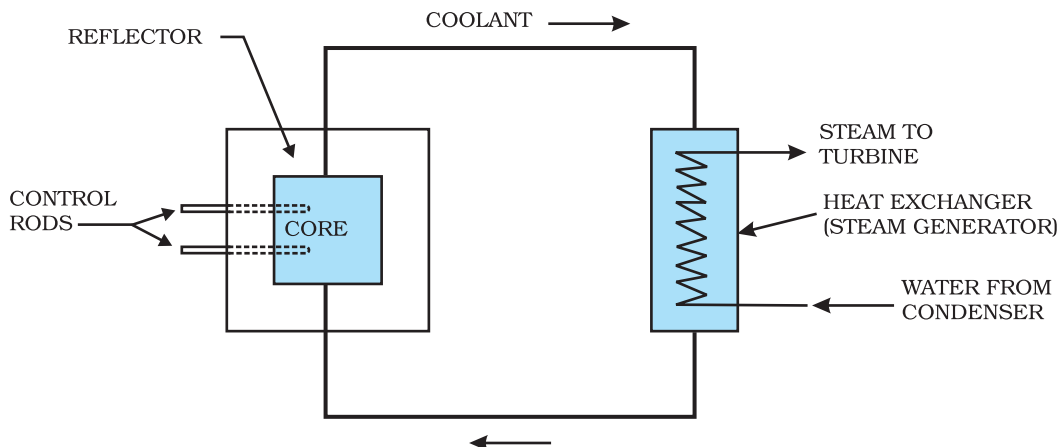 COOLANT
REFLECTOR
STEAM TO
TURBINE
CONTROL
RODS
CORE
HEAT EXCHANGER
(STEAM GENERATOR)
WATER FROM
CONDENSER